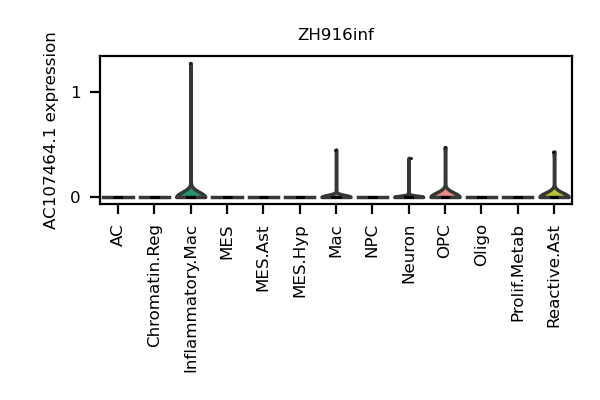 ZH916inf
AC107464.1 expression
1
0
AC
Chromatin.Reg
Inflammatory.Mac
MES
MES.Ast
MES.Hyp
Mac
NPC
Neuron
OPC
Oligo
Prolif.Metab
Reactive.Ast